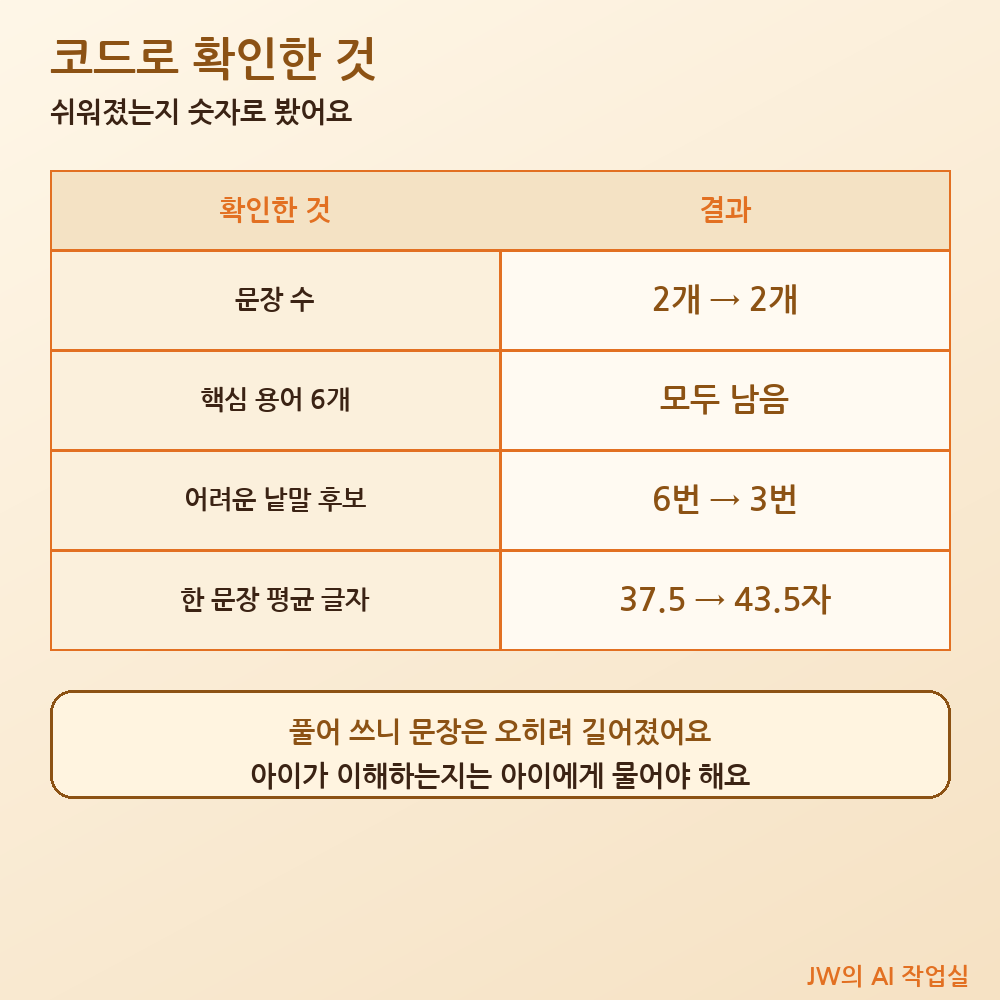 코드로 확인한 것
쉬워졌는지 숫자로 봤어요
확인한 것 결과
문장 수 2개 → 2개
핵심 용어 6개 모두 남음
어려운 낱말 후보 6번 → 3번
한 문장 평균 글자 37.5 → 43.5자
풀어 쓰니 문장은 오히려 길어졌어요
아이가 이해하는지는 아이에게 물어야 해요
JW의 AI 작업실